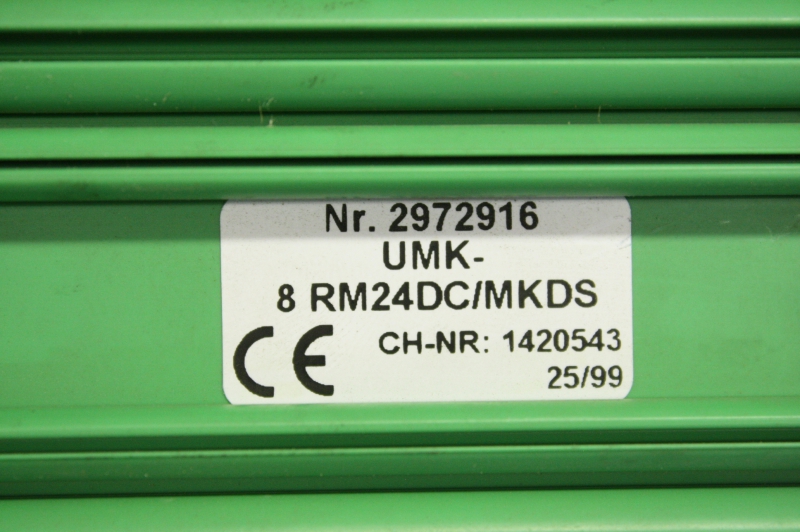 Nr. 2972916
UMK-
8 RM24DC/MKDS
CE CH-NR: 1420543
25/99